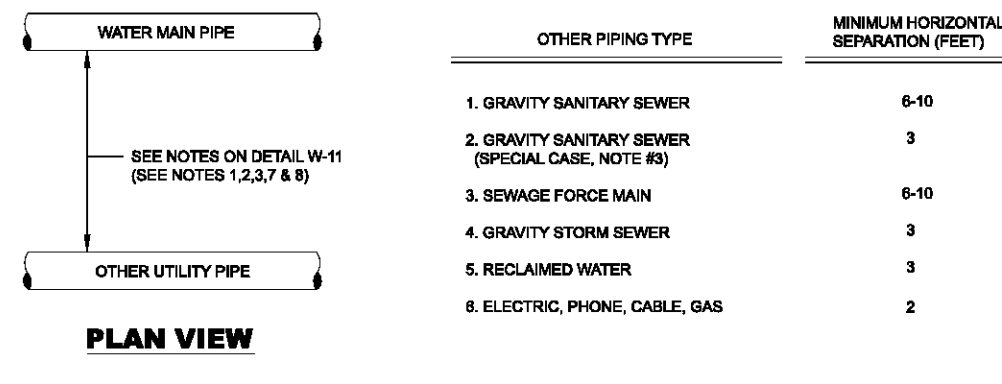 WATER MAIN PIPE
SEE NOTES ON DETAIL W-11
(SEE NOTES 1,2,3,7 & 8)
OTHER UTILITY PIPE
PLAN VIEW
OTHER PIPING TYPE
MINIMUM HORIZONTAL
SEPARATION (FEET)
1. GRAVITY SANITARY SEWER 6-10
2. GRAVITY SANITARY SEWER 3
(SPECIAL CASE, NOTE #3)
3. SEWAGE FORCE MAIN 6-10
4. GRAVITY STORM SEWER 3
5. RECLAIMED WATER 3
6. ELECTRIC, PHONE, CABLE, GAS 2